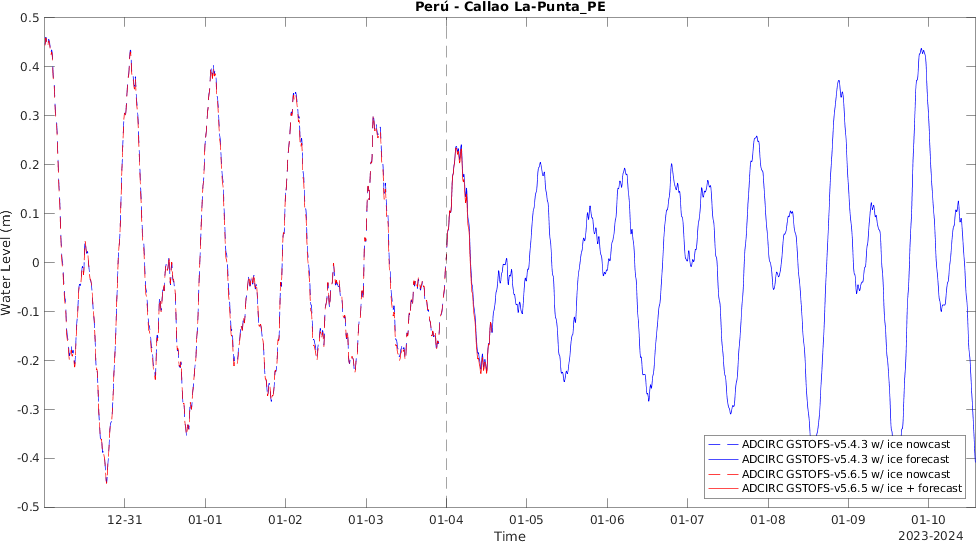 Perú - Callao La-Punta_PE
Water Level (m)
0.5
0.4
0.3
0.2
0.1
0
-0.1
-0.2
-0.3
-0.4
-0.5
ADCIRC GSTOFS-v5.4.3 w/ ice nowcast
ADCIRC GSTOFS-v5.4.3 w/ ice forecast
ADCIRC GSTOFS-v5.6.5 w/ ice nowcast
ADCIRC GSTOFS-v5.6.5 w/ ice + forecast
12-31 01-01 01-02 01-03 01-04 01-05 01-06 01-07 01-08 01-09 01-10
Time
2023-2024